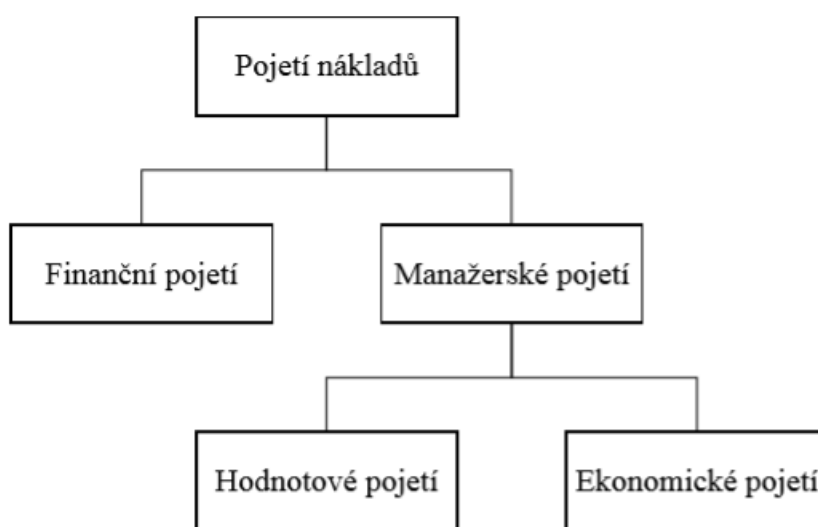 Pojetí nákladů
Finanční pojetí
Manažerské pojetí
Hodnotové pojetí
Ekonomické pojetí